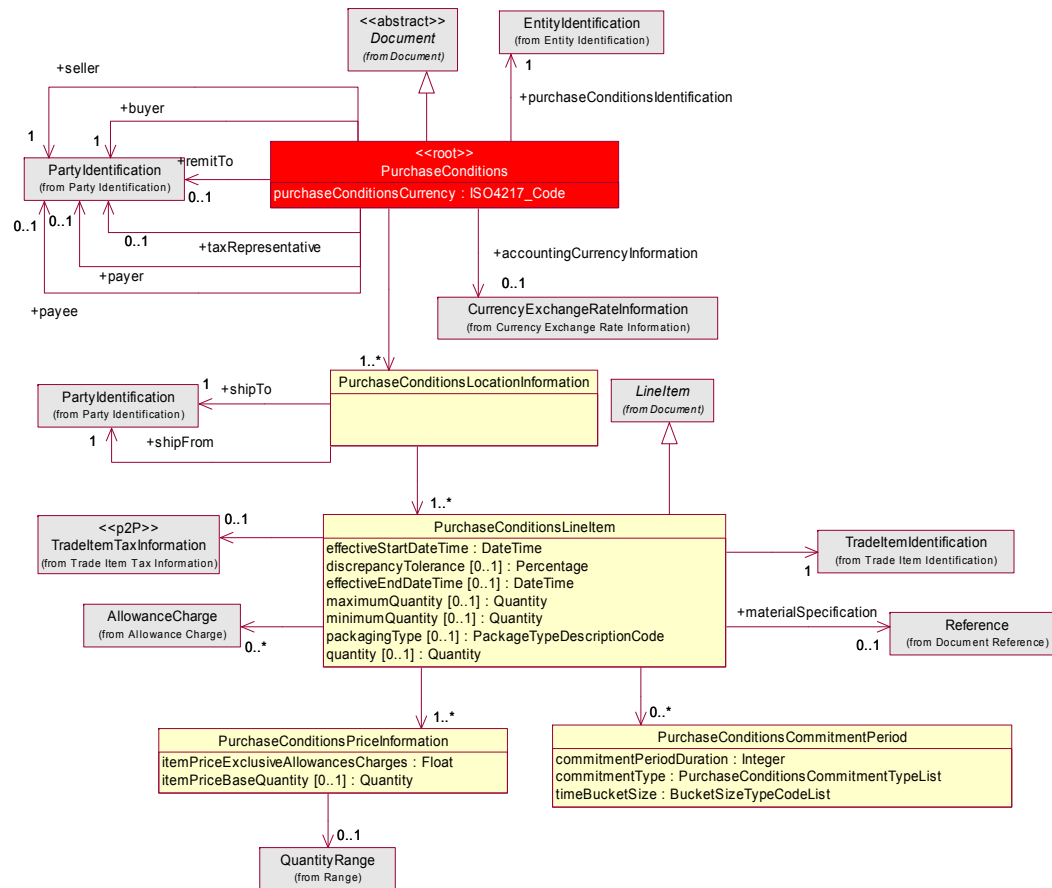 <<abstract>>
Document
(from Document)
EntityIdentification
(from Entity Identification)
1
+purchaseConditionsIdentification
+seller
+buyer
1
1
+remitTo
PartyIdentification
(from Party Identification)
0..1
0..1
0..1
0..1
+taxRepresentative
+payer
+payee
<<root>>
PurchaseConditions
purchaseConditionsCurrency : ISO4217_Code
+accountingCurrencyInformation
0..1
CurrencyExchangeRateInformation
(from Currency Exchange Rate Information)
1..*
PurchaseConditionsLocationInformation
PartyIdentification
(from Party Identification)
1
+shipTo
1
+shipFrom
LineItem
(from Document)
1..*
<<p2P>>
TradeItemTaxInformation
(from Trade Item Tax Information)
0..1
PurchaseConditionsLineItem
effectiveStartDateTime : DateTime
discrepancyTolerance [0..1] : Percentage
effectiveEndDateTime [0..1] : DateTime
maximumQuantity [0..1] : Quantity
minimumQuantity [0..1] : Quantity
packagingType [0..1] : PackageTypeDescriptionCode
quantity [0..1] : Quantity
TradeItemIdentification
(from Trade Item Identification)
1
AllowanceCharge
(from Allowance Charge)
0..*
+materialSpecification
Reference
(from Document Reference)
0..1
1..*
PurchaseConditionsPriceInformation
itemPriceExclusiveAllowancesCharges : Float
itemPriceBaseQuantity [0..1] : Quantity
0..*
PurchaseConditionsCommitmentPeriod
commitmentPeriodDuration : Integer
commitmentType : PurchaseConditionsCommitmentTypeList
timeBucketSize : BucketSizeTypeCodeList
0..1
QuantityRange
(from Range)